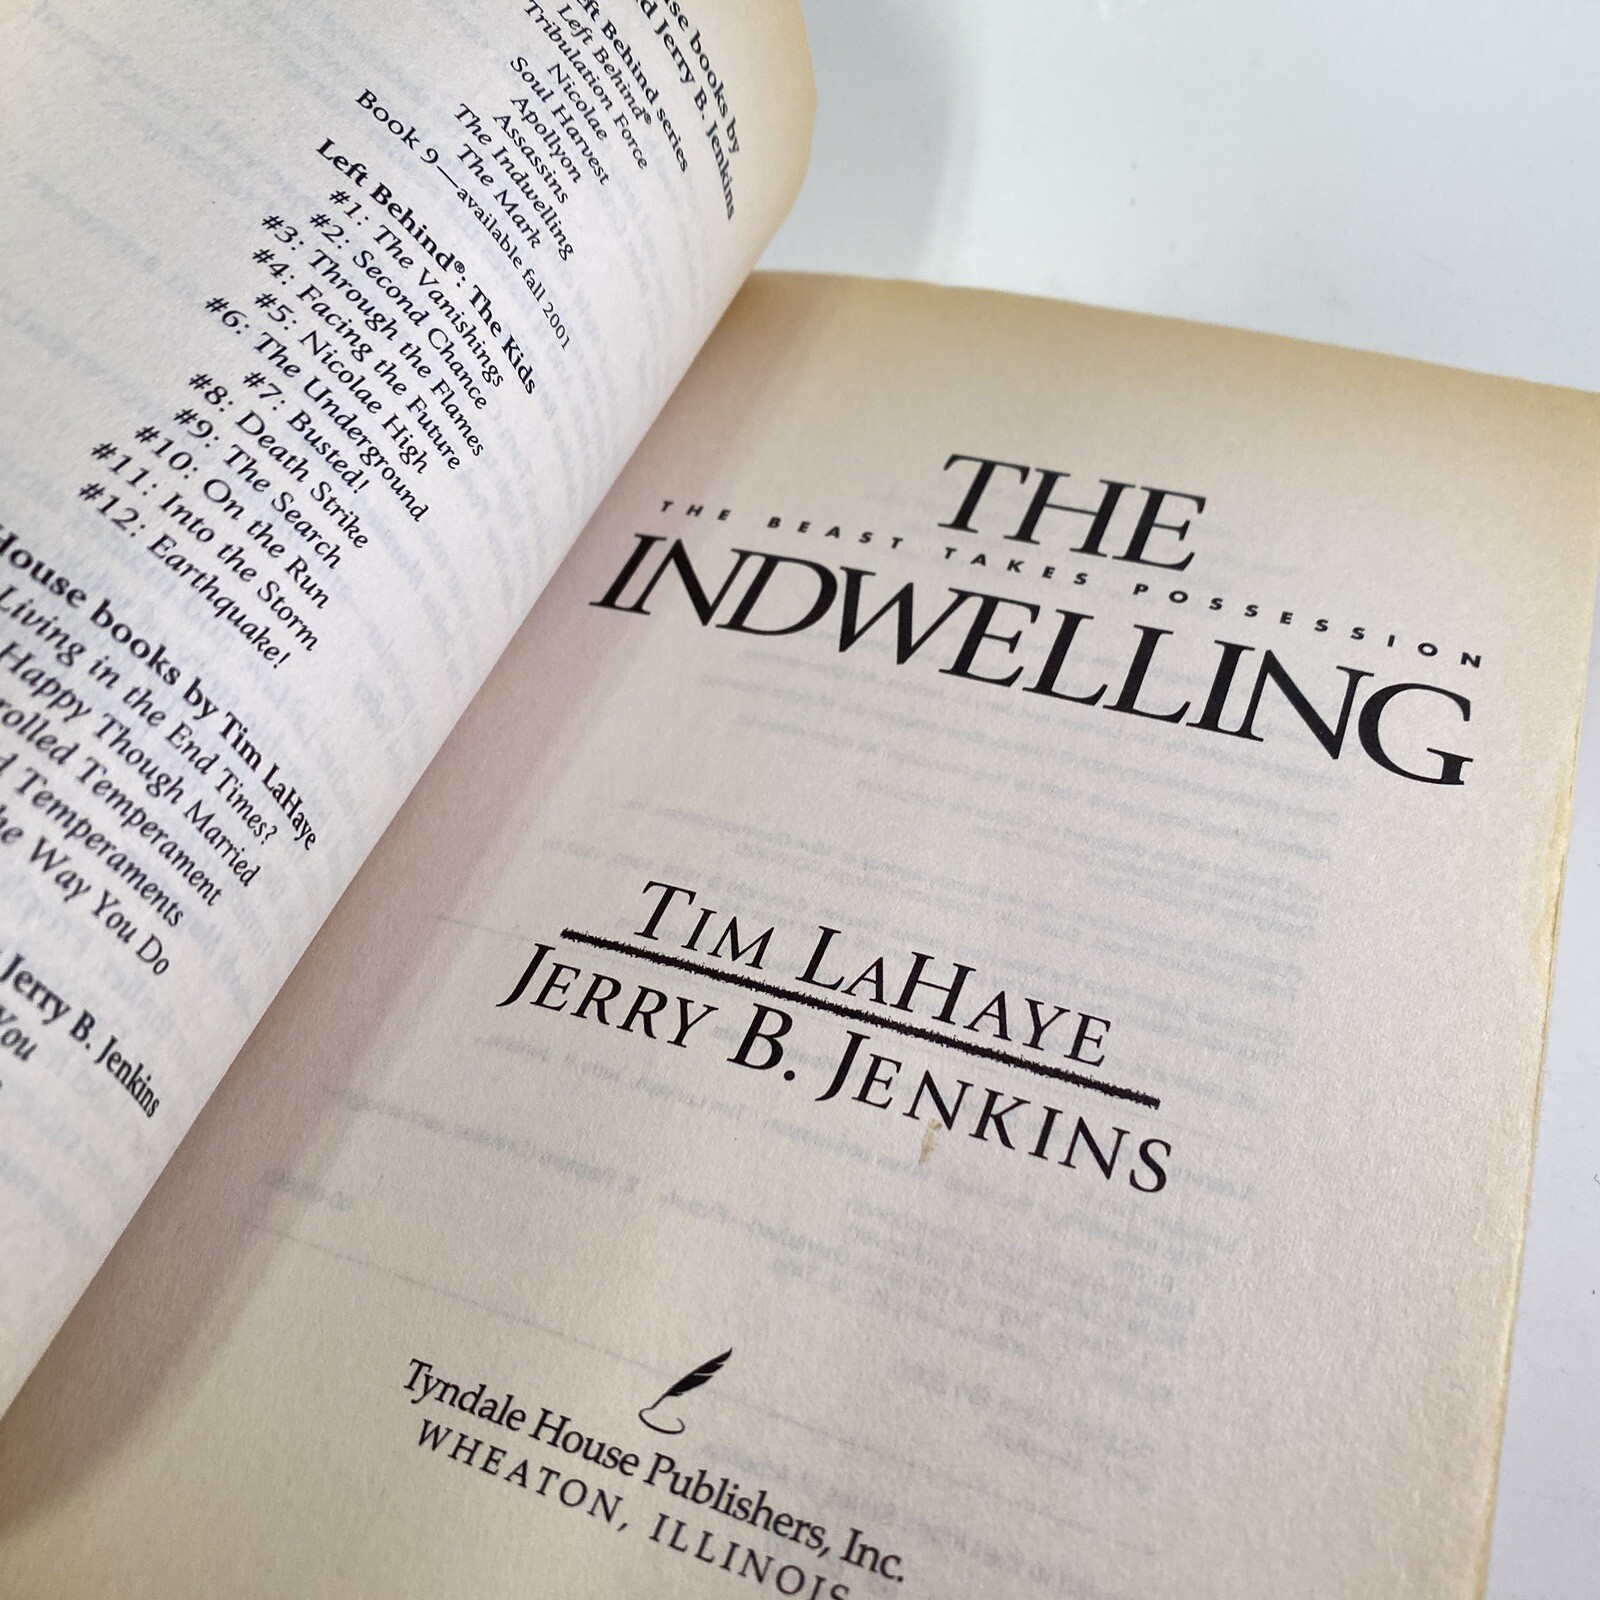 books by
Jerry B. Jenkins
Behind series
Left Behind®
Tribulation Force
Nicolae
Soul Harvest
Apollyon
Assassins
The Indwelling
The Mark
Book 9—available fall 2001
Left Behind®: The Kids
#1: The Vanishings
#2: Second Chance
#3: Through the Flames
#4: Facing the Future
#5: Nicolae High
#6: The Underground
#7: Busted!
#8: Death Strike
#9: The Search
#10: On the Run
#11: Into the Storm
#12: Earthquake!
House books by Tim LaHaye
Living in the End Times?
Happy Though Married
rolled Temperament
Temperaments
the Way You Do
Jerry B. Jenkins
You
THE
THE BEAST TAKES POSSESSION
INDWELLING
TIM LAHAYE
JERRY B. JENKINS
Tyndale House Publishers, Inc.
WHEATON, ILLINOIS